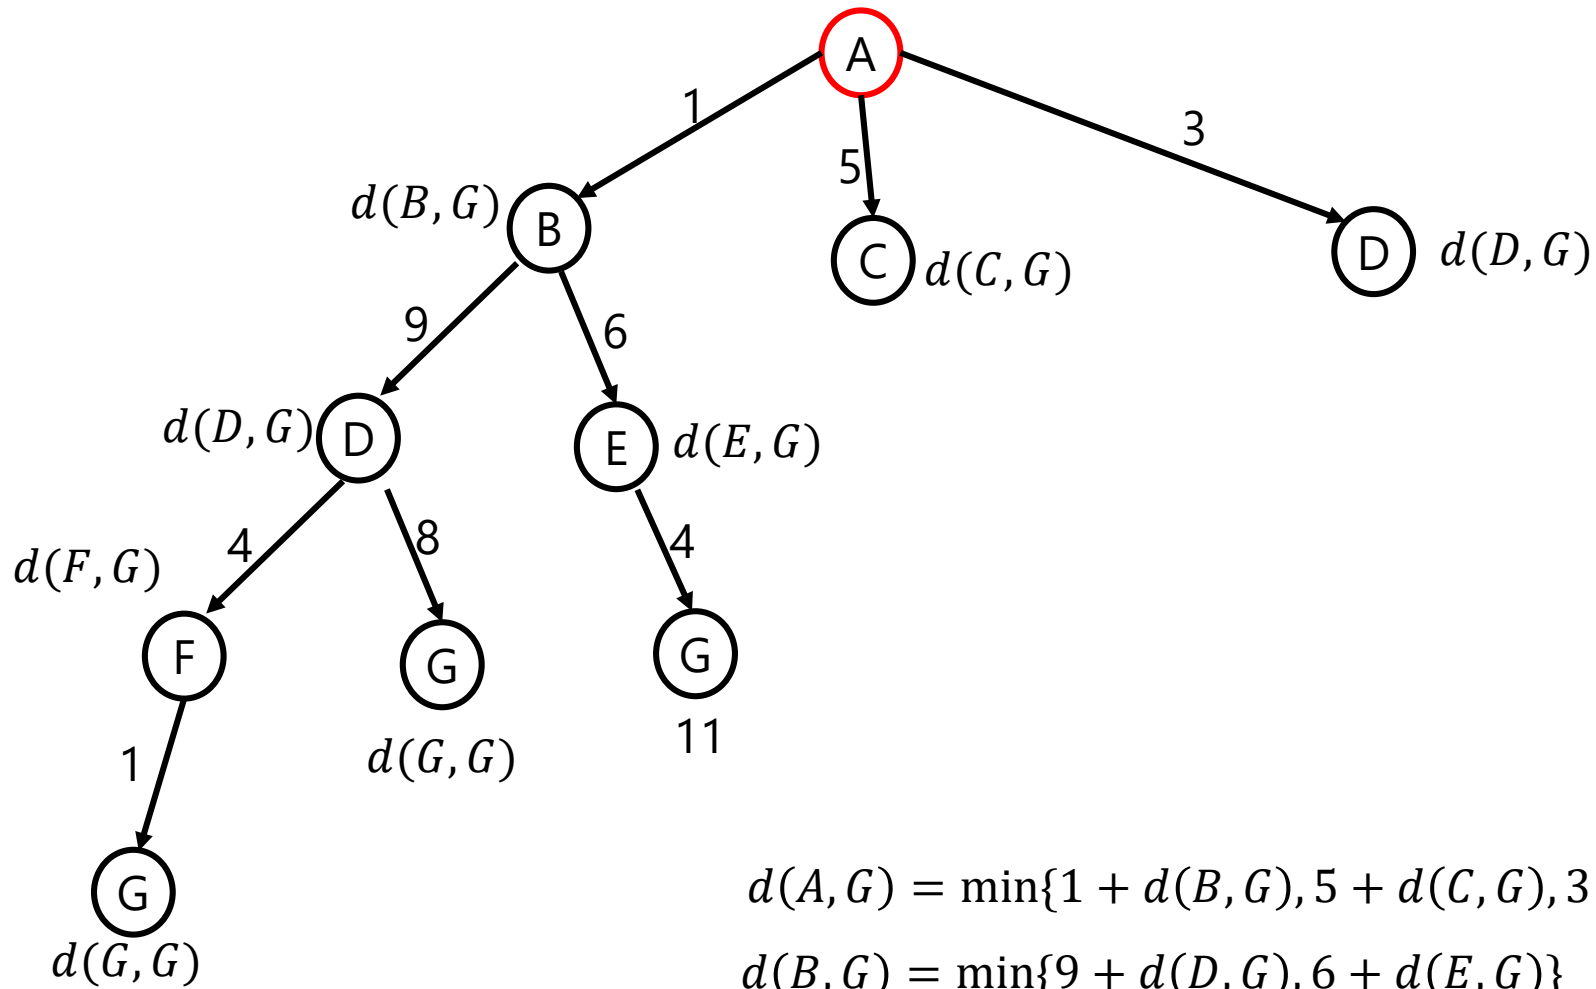 A
1
3
5
d(B, G)
B
C
d(C, G)
D
d(D, G)
9
6
d(D, G)
D
E
d(E, G)
4
8
4
d(F, G)
F
G
G
11
1
d(G, G)
G
d(G, G)
d(A, G) = min{1 + d(B, G), 5 + d(C, G), 3
d(B, G) = min{9 + d(D, G), 6 + d(E, G)}